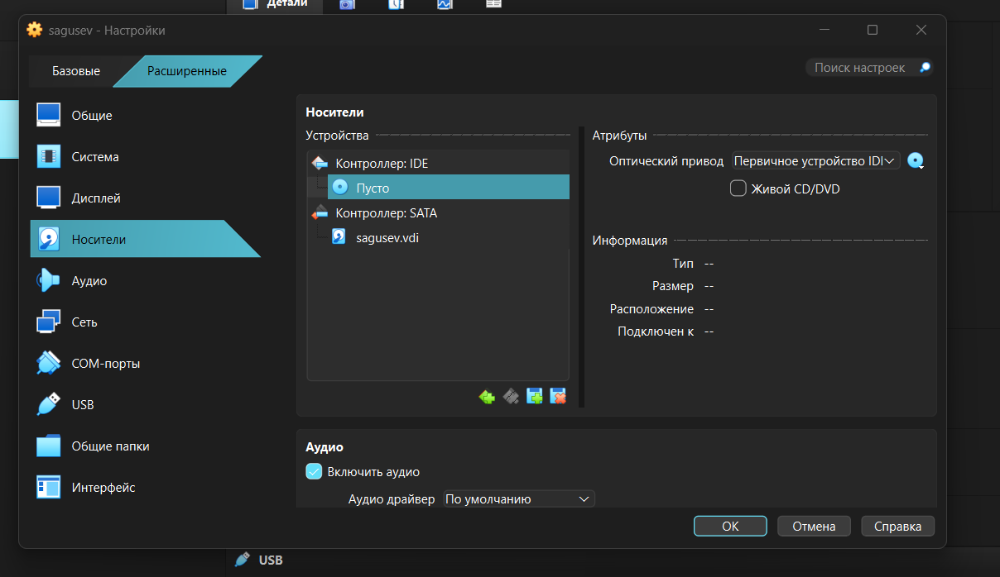 Детали
sagusev - Настройки
Базовые
Расширенные
Поиск настроек
Общие
Система
Дисплей
Носители
Аудио
Сеть
COM-порты
USB
Общие папки
Интерфейс
Носители
Устройства
Контроллер: IDE
Пусто
Контроллер: SATA
sagusev.vdi
Атрибуты
Оптический привод Первичное устройство IDI
Живой CD/DVD
Информация
Тип --
Размер --
Расположение --
Подключен к --
Аудио
Включить аудио
Аудио драйвер По умолчанию
OK Отмена Справка
USB